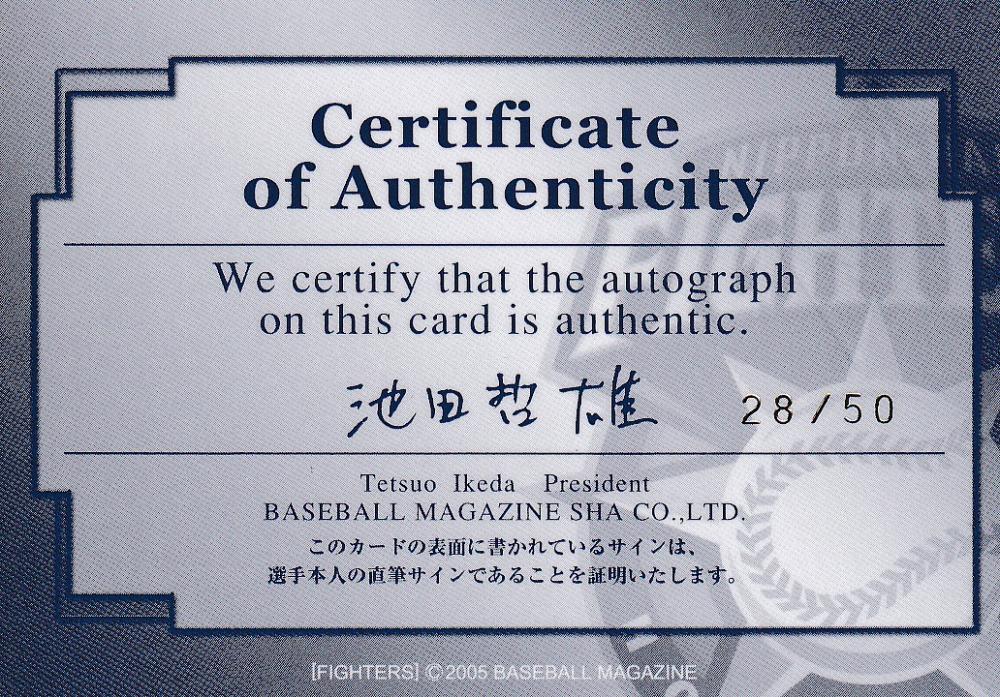 Certificate
of Authenticity
NIPPON
FIGHT
We certify that the autograph
on this card is authentic.
池田哲雄
28/50
Tetsuo Ikeda President
BASEBALL MAGAZINE SHA CO.,LTD.
このカードの表面に書かれているサインは、
選手本人の直筆サインであることを証明いたします。
[FIGHTERS] ©2005 BASEBALL MAGAZINE